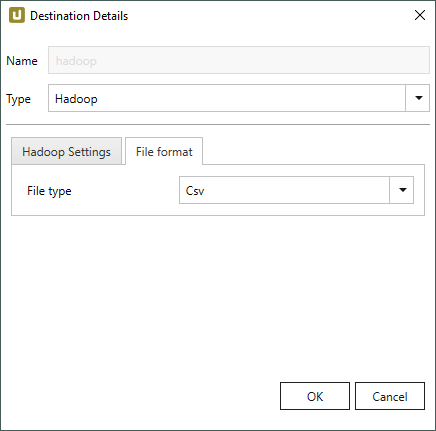 Destination Details
Name hadoop
Type Hadoop
Hadoop Settings File format
File type Csv
OK Cancel